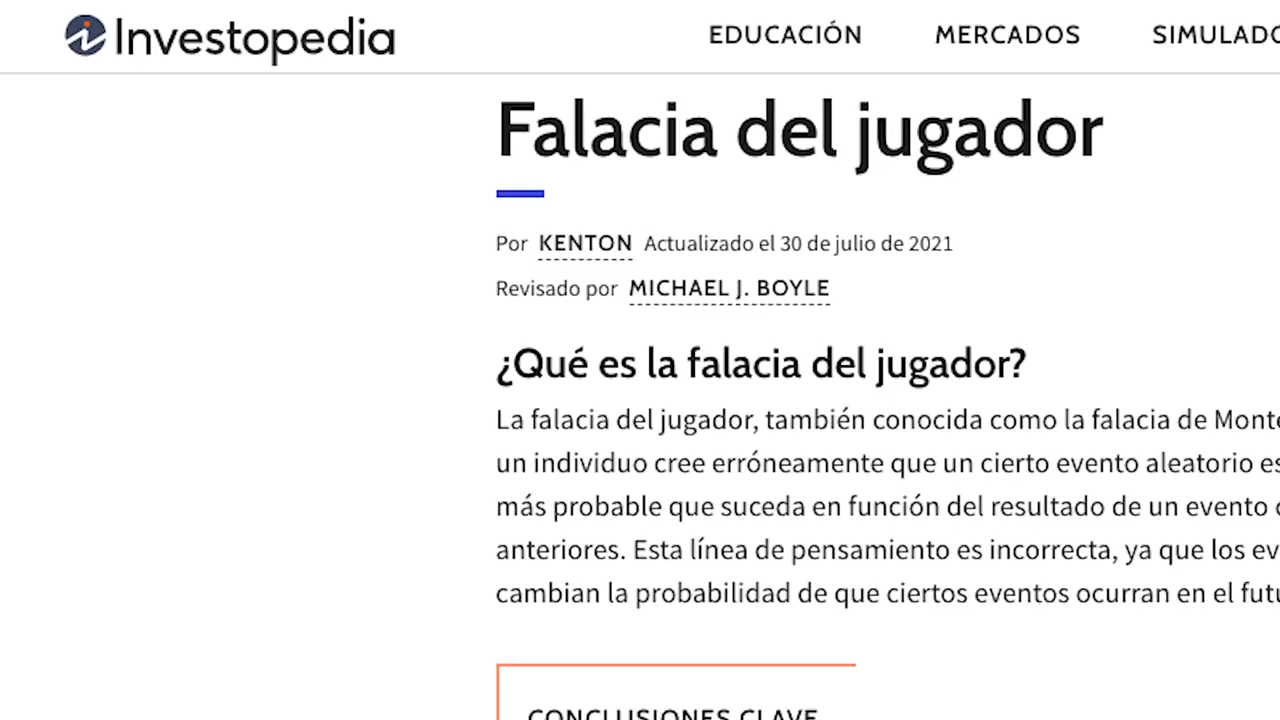 Investopedia
EDUCACIÓN MERCADOS
Falacia del jugador
Por KENTON Actualizado el 30 de julio de 2021
Revisado por MICHAEL J. BOYLE
¿Qué es la falacia del jugador?
La falacia del jugador, también conocida como la falacia de
un individuo cree erróneamente que un cierto evento aleatorio
más probable que suceda en función del resultado de un evento
anteriores. Esta línea de pensamiento es incorrecta, ya que los
cambian la probabilidad de que ciertos eventos ocurran en el
CONCLUSIONES CLAVE